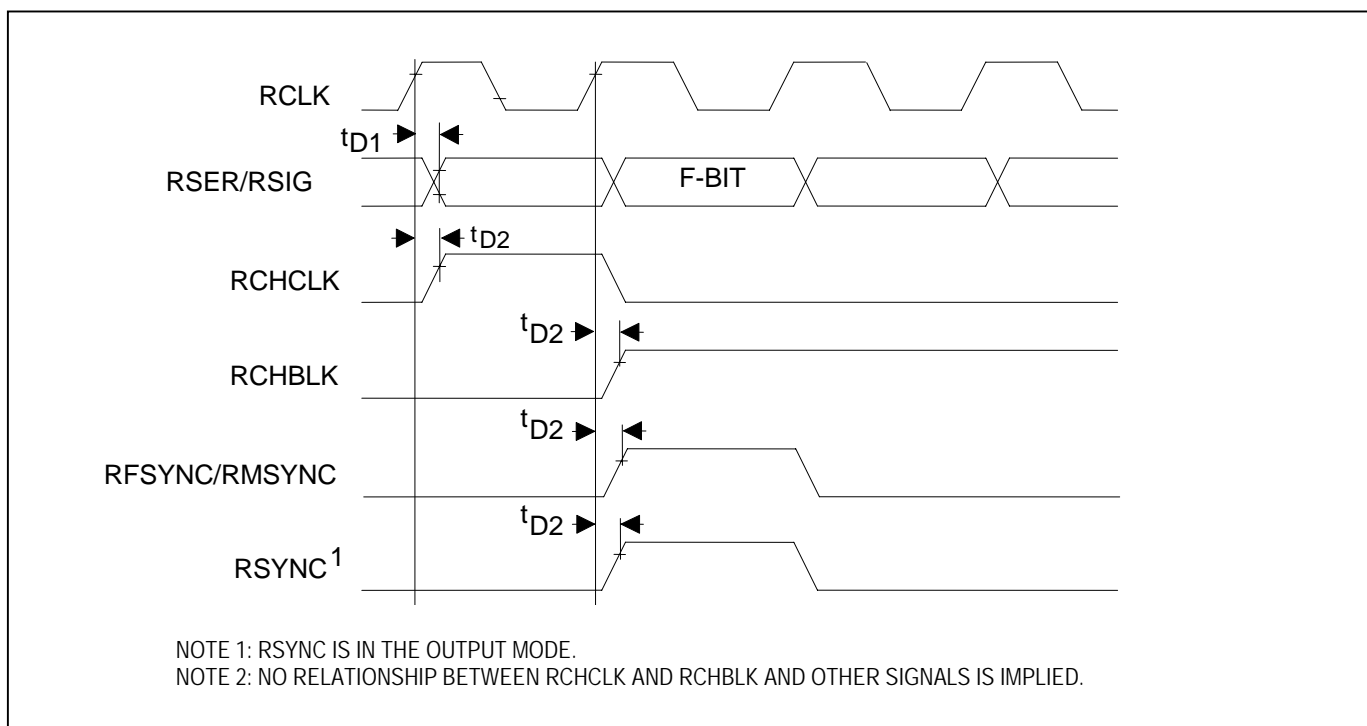 RCLK
tD1
RSER/RSIG
F-BIT
tD2
RCHCLK
tD2
RCHBLK
tD2
RFSYNC/RMSYNC
tD2
RSYNC1
NOTE 1: RSYNC IS IN THE OUTPUT MODE.
NOTE 2: NO RELATIONSHIP BETWEEN RCHCLK AND RCHBLK AND OTHER SIGNALS IS IMPLIED.